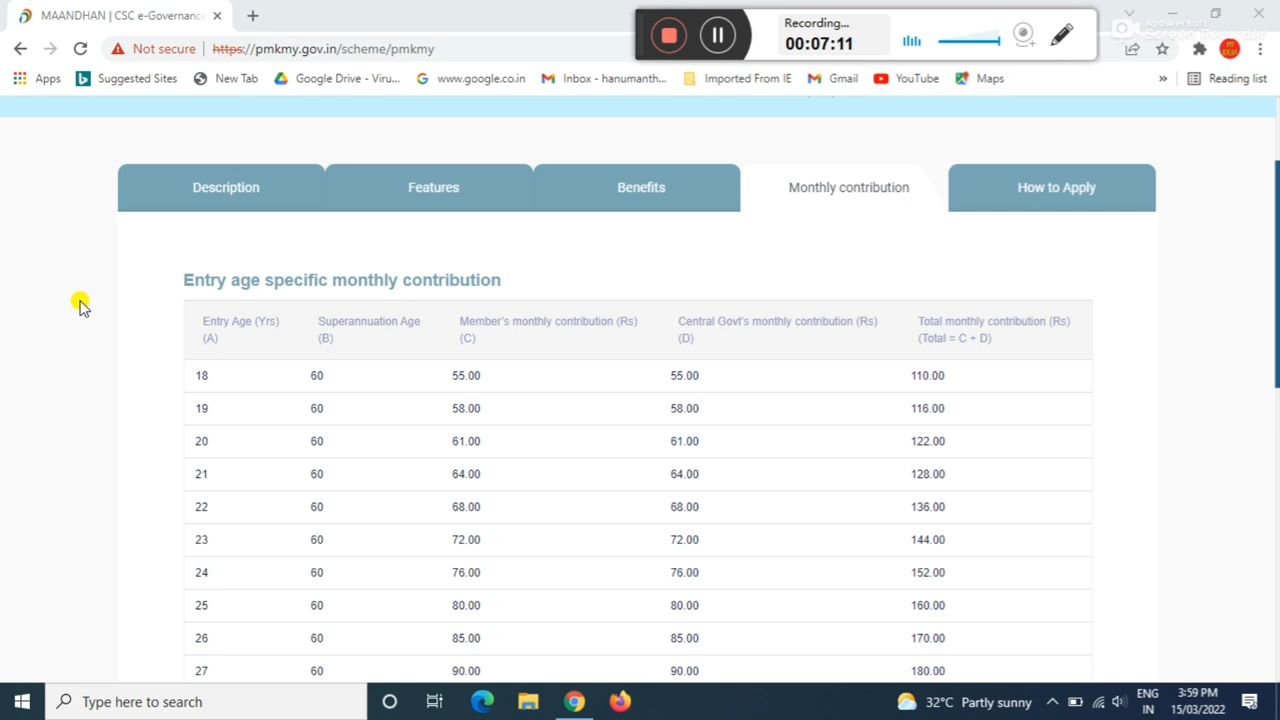 MAANDHAN | CSC e-Governance
Recording...
00:07:11
Apowersoft
Screen Recorder
Not secure
https://pmkmy.gov.in/scheme/pmkmy
Apps
Suggested Sites
New Tab
Google Drive - Viru...
www.google.co.in
Inbox - hanumanth...
Imported From IE
Gmail
YouTube
Maps
»
Reading list
Description
Features
Benefits
Monthly contribution
How to Apply
Entry age specific monthly contribution
Entry Age (Yrs) Superannuation Age Member's monthly contribution (Rs) Central Govt's monthly contribution (Rs) Total monthly contribution (Rs)
(A) (B) (C) (D) (Total = C + D)
18 60 55.00 55.00 110.00
19 60 58.00 58.00 116.00
20 60 61.00 61.00 122.00
21 60 64.00 64.00 128.00
22 60 68.00 68.00 136.00
23 60 72.00 72.00 144.00
24 60 76.00 76.00 152.00
25 60 80.00 80.00 160.00
26 60 85.00 85.00 170.00
27 60 90.00 90.00 180.00
Type here to search
32°C Partly sunny
ENG
IN
3:59 PM
15/03/2022